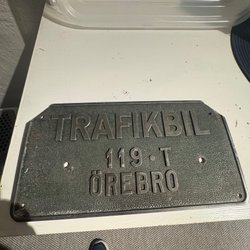 TRAFIKBIL
119 · T
ÖREBRO